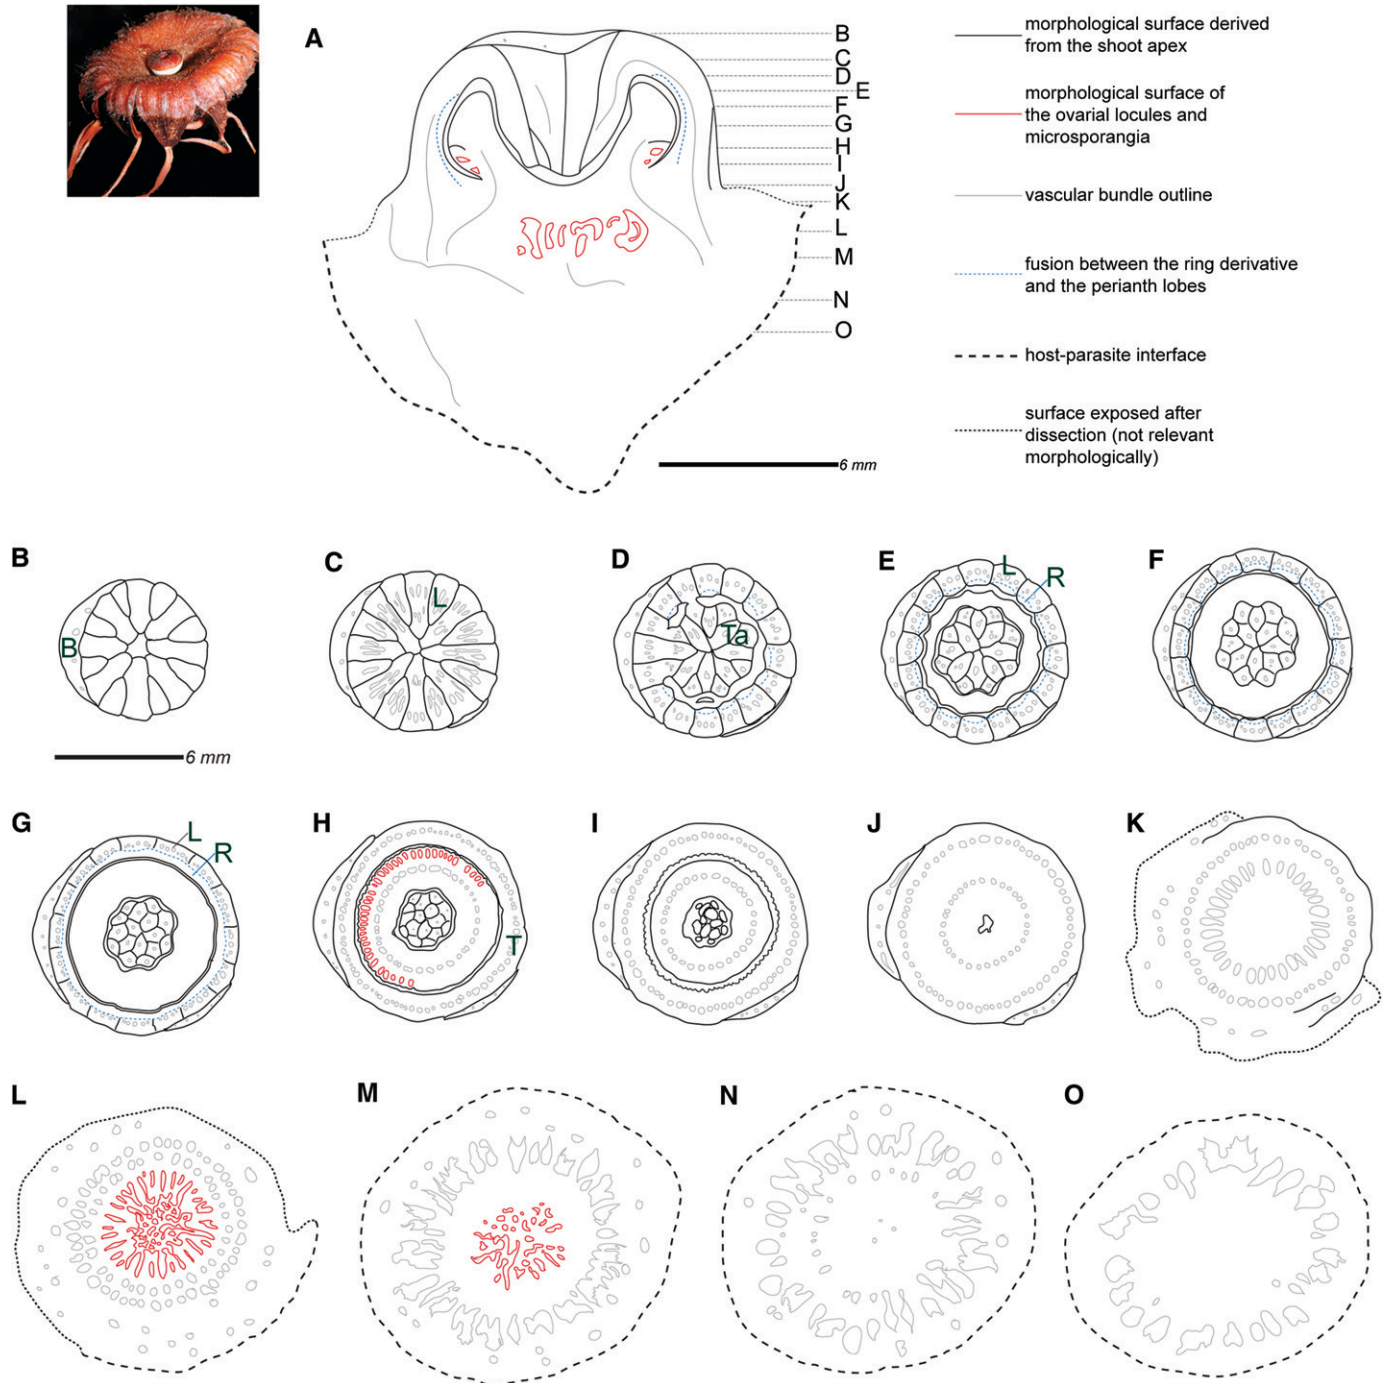 A
B
C
D
E
F
G
H
I
J
K
L
M
N
O
6 mm
morphological surface derived
from the shoot apex
morphological surface of
the ovarial locules and
microsporangia
vascular bundle outline
fusion between the ring derivative
and the perianth lobes
host-parasite interface
surface exposed after
dissection (not relevant
morphologically)
B
B
6 mm
C
L
D
Ta
E
L
R
F
G
L
R
H
T
I
J
K
L
M
N
O